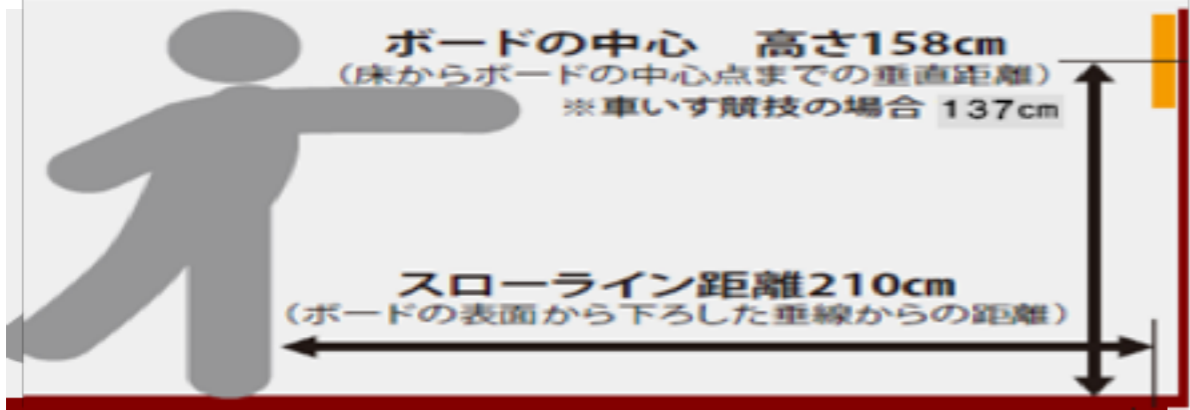 ボードの中心　高さ158cm
（床からボードの中心点までの垂直距離）
※車いす競技の場合 137cm
スローライン距離210cm
（ボードの表面から下ろした垂線からの距離）